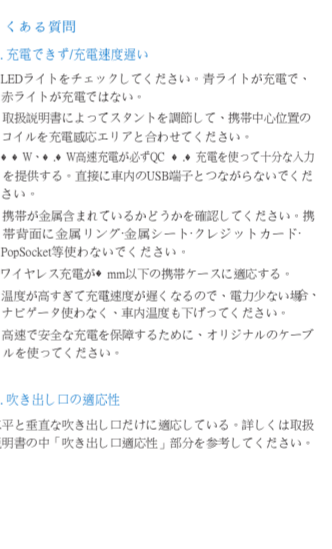 くある質問
. 充電できず/充電速度遅い
LEDライトをチェックしてください。青ライトが充電で、
赤ライトが充電ではない。
取扱説明書によってスタントを調節して、携帯中心位置の
コイルを充電感応エリアと合わせてください。
♦ ♦ W、♦ .♦ W高速充電が必ずQC ♦ .♦ 充電を使って十分な入力
を提供する。直接に車内のUSB端子とつながらないでくだ
さい。
携帯が金属含まれているかどうかを確認してください。携
帯背面に金属リング·金属シート·クレジットカード·
PopSocket等使わないでください。
ワイヤレス充電が♦ mm以下の携帯ケースに適応する。
温度が高すぎて充電速度が遅くなるので、電力少ない場合、
ナビゲータ使わなく、車内温度も下げってください。
高速で安全な充電を保障するために、オリジナルのケーブ
ルを使ってください。
. 吹き出し口の適応性
平と垂直な吹き出し口だけに適応している。詳しくは取扱
明書の中「吹き出し口適応性」部分を参考してください。